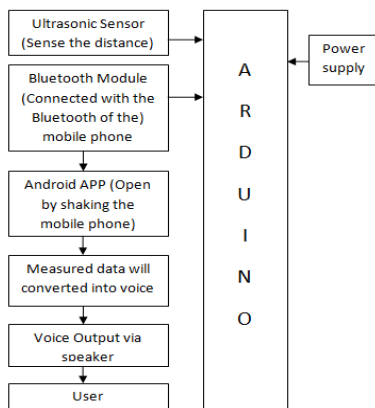 Ultrasonic Sensor
(Sense the distance)
Bluetooth Module
(Connected with the
Bluetooth of the)
mobile phone
Android APP (Open
by shaking the
mobile phone)
Measured data will
converted into voice
Voice Output via
speaker
User
A
R
D
U
I
N
O
Power
supply